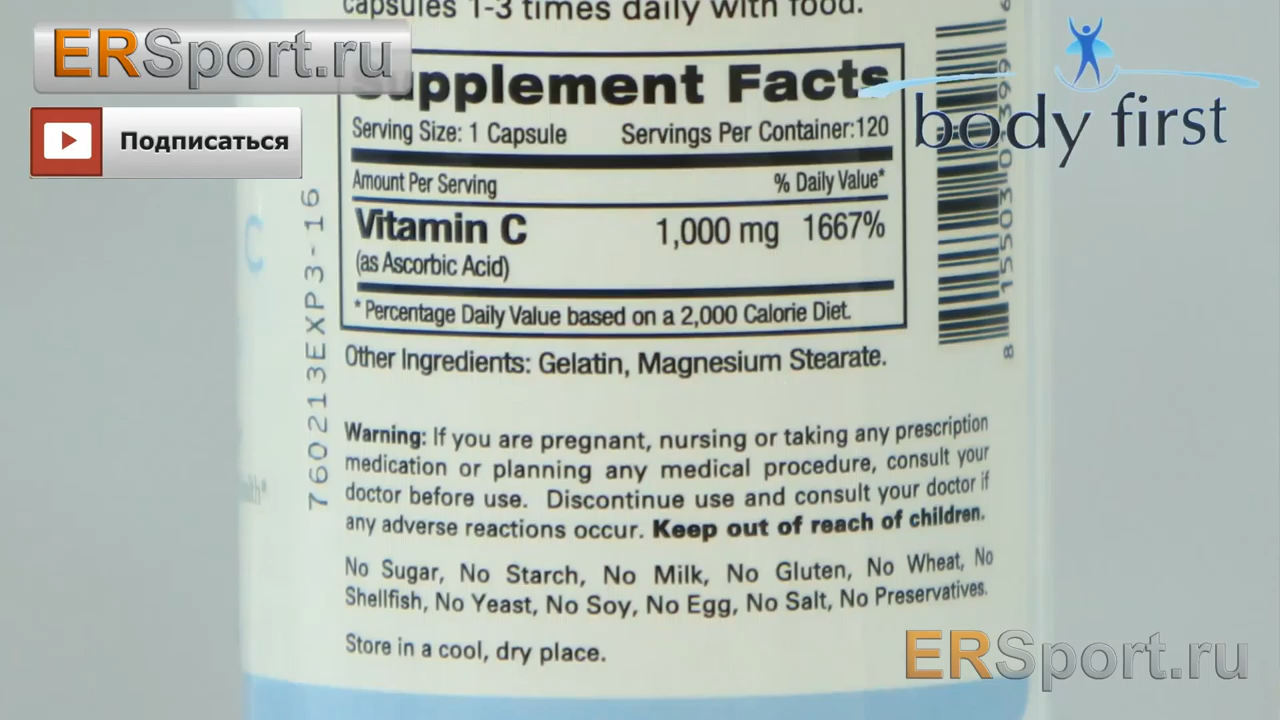 capsules 1-3 times daily with food.
ERSport.ru
Подписаться
body first
Supplement Facts
Serving Size: 1 Capsule Servings Per Container:120
Amount Per Serving % Daily Value*
Vitamin C 1,000 mg 1667%
(as Ascorbic Acid)
* Percentage Daily Value based on a 2,000 Calorie Diet.
Other Ingredients: Gelatin, Magnesium Stearate.
Warning: If you are pregnant, nursing or taking any prescription
medication or planning any medical procedure, consult your
doctor before use. Discontinue use and consult your doctor if
any adverse reactions occur. Keep out of reach of children.
No Sugar, No Starch, No Milk, No Gluten, No Wheat, No
Shellfish, No Yeast, No Soy, No Egg, No Salt, No Preservatives.
Store in a cool, dry place.
760213EXP3-16
C
ERSport.ru